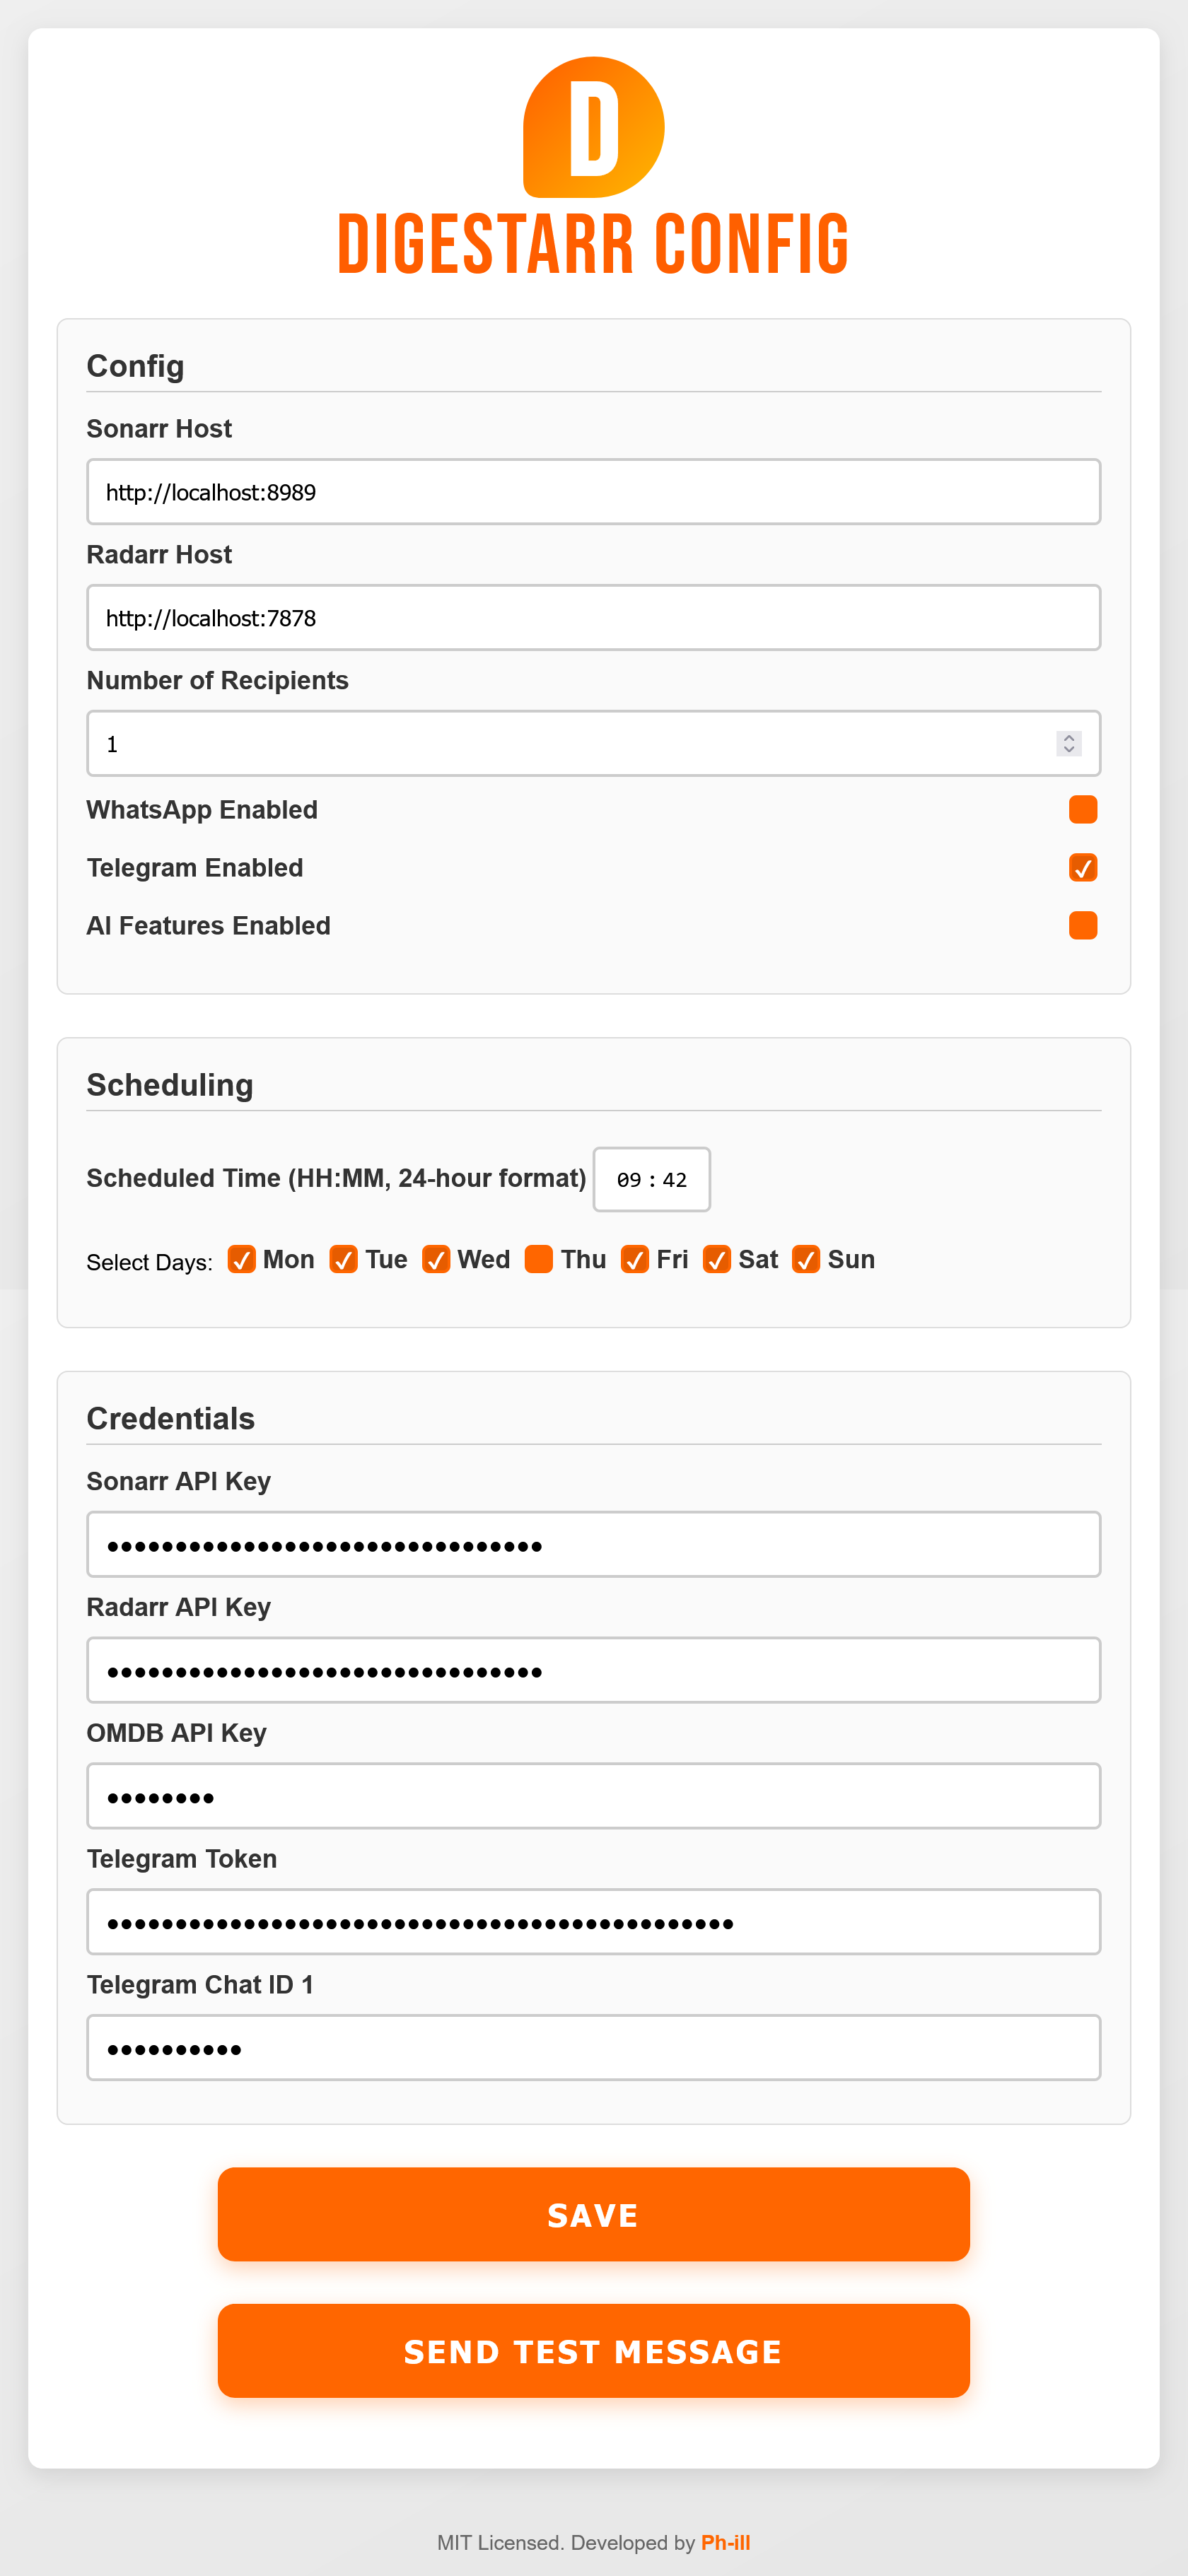 D
DIGESTARR CONFIG
Config
Sonarr Host
http://localhost:8989
Radarr Host
http://localhost:7878
Number of Recipients
1
WhatsApp Enabled
Telegram Enabled
AI Features Enabled
Scheduling
Scheduled Time (HH:MM, 24-hour format) 09 : 42
Select Days: Mon Tue Wed Thu Fri Sat Sun
Credentials
Sonarr API Key
••••••••••••••••••••••••••••••••
Radarr API Key
••••••••••••••••••••••••••••••••
OMDB API Key
••••••••
Telegram Token
••••••••••••••••••••••••••••••••••••••••••••••
Telegram Chat ID 1
••••••••••
SAVE
SEND TEST MESSAGE
MIT Licensed. Developed by Ph-ill